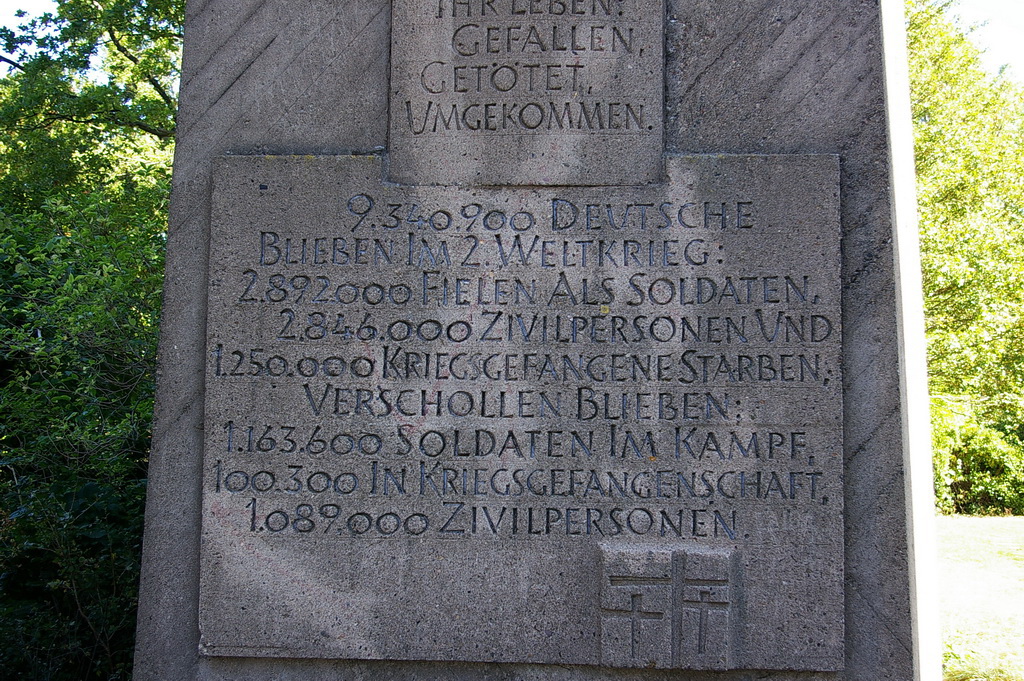 IHR LEBEN:
GEFALLEN,
GETÖTET,
UMGEKOMMEN.
9.340.900 DEUTSCHE
BLIEBEN IM 2. WELTKRIEG:
2.892.000 FIELEN ALS SOLDATEN,
2.846.000 ZIVILPERSONEN UND
1.250.000 KRIEGSGEFANGENE STARBEN;
VERSCHOLLEN BLIEBEN:
1.163.600 SOLDATEN IM KAMPF,
100.300 IN KRIEGSGEFANGENSCHAFT,
1.089.000 ZIVILPERSONEN.